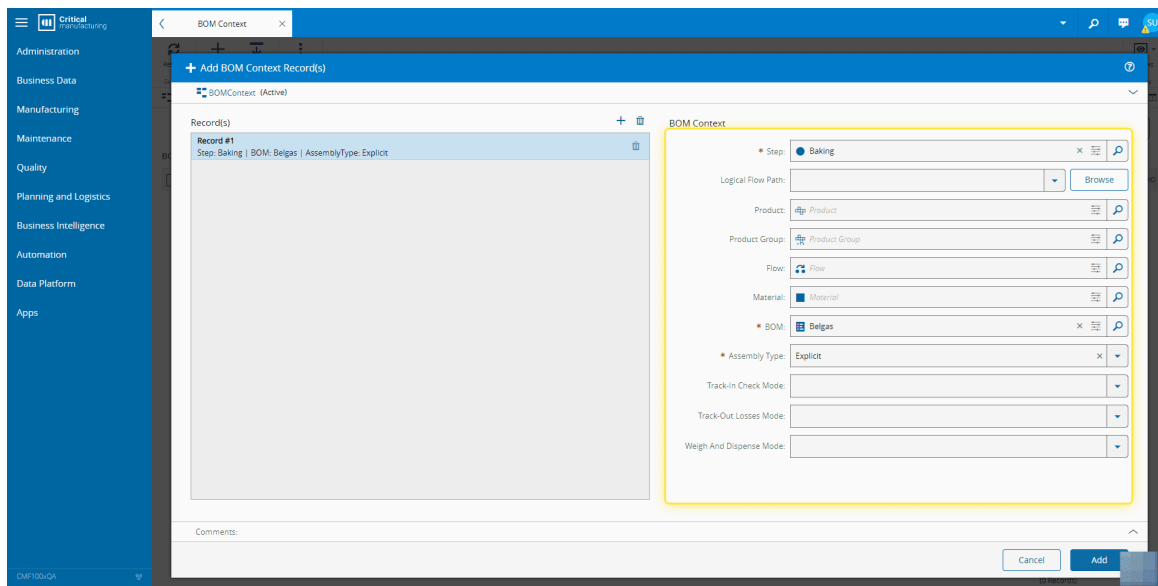 Critical
manufacturing
BOM Context
SU
Administration
Business Data
Manufacturing
Maintenance
Quality
Planning and Logistics
Business Intelligence
Automation
Data Platform
Apps
CMF100xQA
Add BOM Context Record(s)
BOMContext (Active)
Record(s)
Record #1
Step: Baking | BOM: Belgas | AssemblyType: Explicit
BOM Context
* Step: Baking
Logical Flow Path: Browse
Product: Product
Product Group: Product Group
Flow: Flow
Material: Material
* BOM: Belgas
* Assembly Type: Explicit
Track-In Check Mode:
Track-Out Losses Mode:
Weigh And Dispense Mode:
Comments:
Cancel Add
(0 Records)